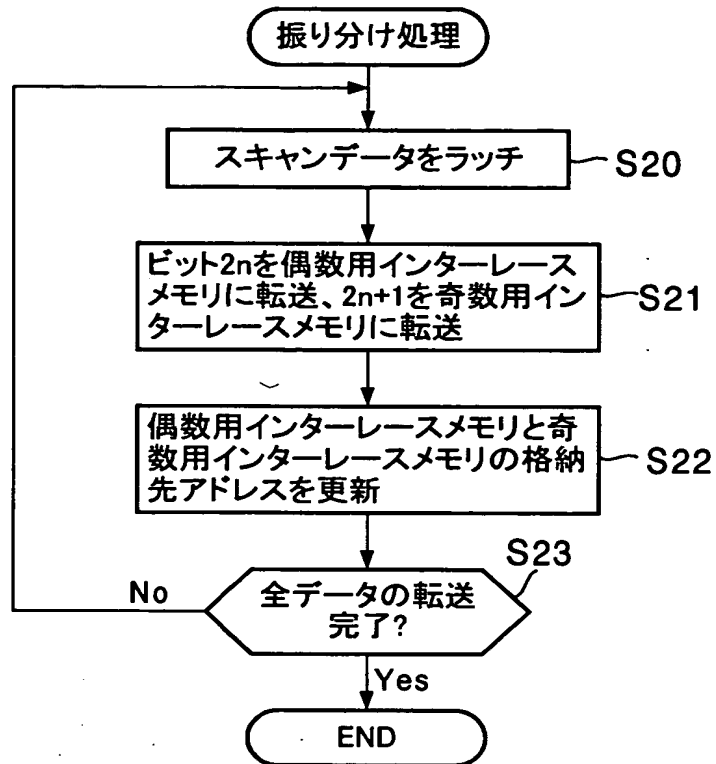 振り分け処理
スキャンデータをラッチ
S20
ビット2nを偶数用インターレース
メモリに転送、2n+1を奇数用イン
ターレースメモリに転送
S21
偶数用インターレースメモリと奇
数用インターレースメモリの格納
先アドレスを更新
S22
S23
全データの転送
完了?
No
Yes
END